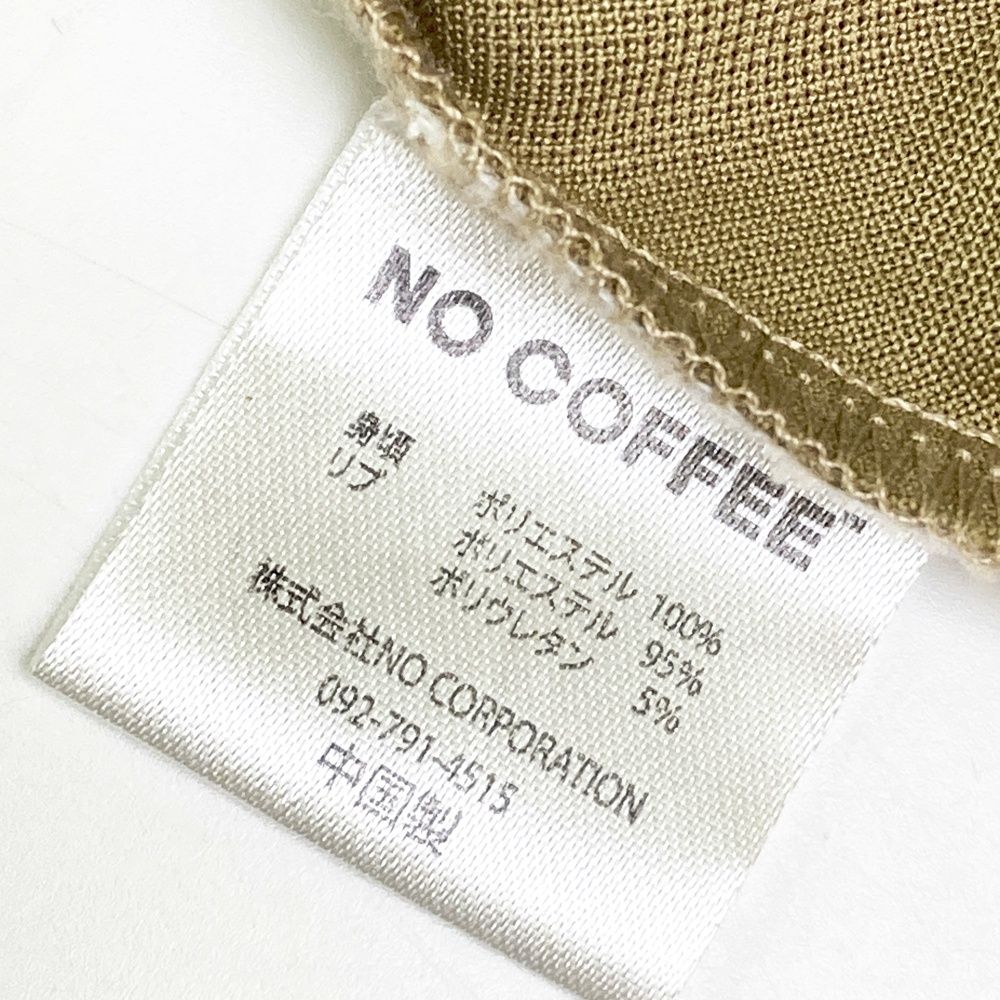 NO COFFEE™
身頃 ポリエステル 100%
リブ ポリエステル 95%
ポリウレタン 5%
株式会社NO CORPORATION
092-791-4515
中国製